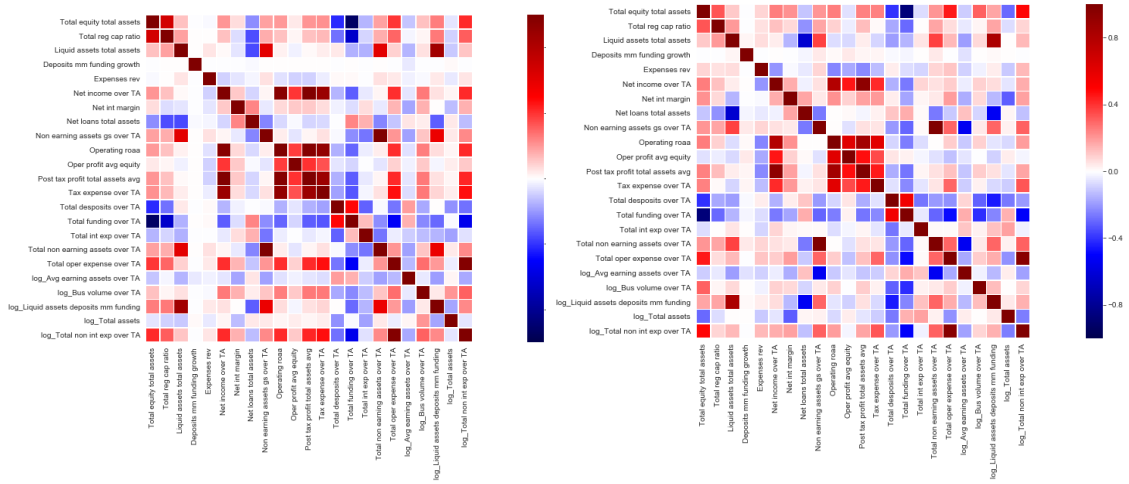 Total equity total assets
Total reg cap ratio
Liquid assets total assets
Deposits mm funding growth
Expenses rev
Net income over TA
Net int margin
Net loans total assets
Non earning assets gs over TA
Operating roaa
Oper profit avg equity
Post tax profit total assets avg
Tax expense over TA
Total desposits over TA
Total funding over TA
Total int exp over TA
Total non earning assets over TA
Total oper expense over TA
log_Avg earning assets over TA
log_Bus volume over TA
log_Liquid assets deposits mm funding
log_Total assets
log_Total non int exp over TA
Total equity total assets
Total reg cap ratio
Liquid assets total assets
Deposits mm funding growth
Expenses rev
Net income over TA
Net int margin
Net loans total assets
Non earning assets gs over TA
Operating roaa
Oper profit avg equity
Post tax profit total assets avg
Tax expense over TA
Total desposits over TA
Total funding over TA
Total int exp over TA
Total non earning assets over TA
Total oper expense over TA
log_Avg earning assets over TA
log_Bus volume over TA
log_Liquid assets deposits mm funding
log_Total assets
log_Total non int exp over TA
Total equity total assets
Total reg cap ratio
Liquid assets total assets
Deposits mm funding growth
Expenses rev
Net income over TA
Net int margin
Net loans total assets
Non earning assets gs over TA
Operating roaa
Oper profit avg equity
Post tax profit total assets avg
Tax expense over TA
Total desposits over TA
Total funding over TA
Total int exp over TA
Total non earning assets over TA
Total oper expense over TA
log_Avg earning assets over TA
log_Bus volume over TA
log_Liquid assets deposits mm funding
log_Total assets
log_Total non int exp over TA
Total equity total assets
Total reg cap ratio
Liquid assets total assets
Deposits mm funding growth
Expenses rev
Net income over TA
Net int margin
Net loans total assets
Non earning assets gs over TA
Operating roaa
Oper profit avg equity
Post tax profit total assets avg
Tax expense over TA
Total desposits over TA
Total funding over TA
Total int exp over TA
Total non earning assets over TA
Total oper expense over TA
log_Avg earning assets over TA
log_Bus volume over TA
log_Liquid assets deposits mm funding
log_Total assets
log_Total non int exp over TA
0.8
0.4
0.0
-0.4
-0.8